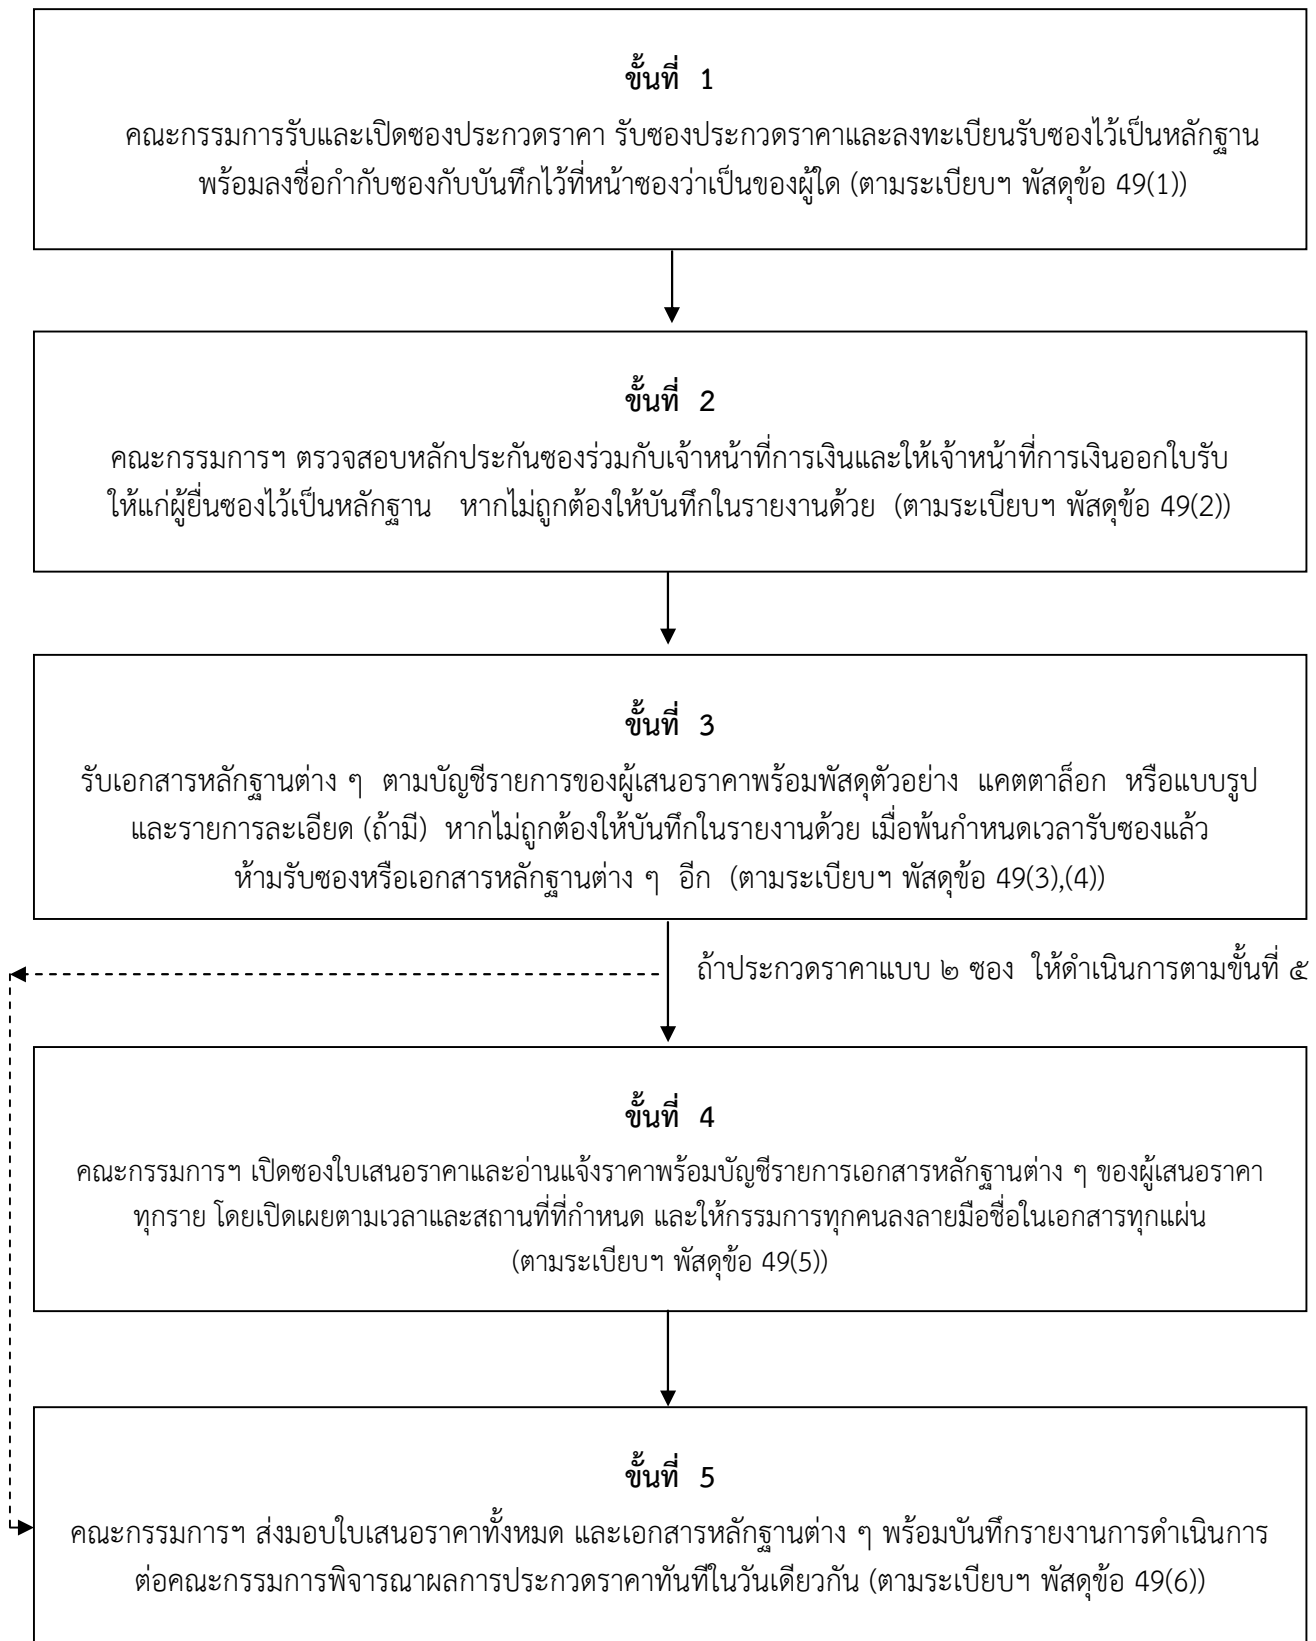 ขั้นที่ 1
คณะกรรมการรับและเปิดซองประกวดราคา รับซองประกวดราคาและลงทะเบียนรับซองไว้เป็นหลักฐาน
พร้อมลงชื่อกำกับซองกับบันทึกไว้ที่หน้าซองว่าเป็นของผู้ใด (ตามระเบียบฯ พัสดุข้อ 49(1))
ขั้นที่ 2
คณะกรรมการฯ ตรวจสอบหลักประกันซองร่วมกับเจ้าหน้าที่การเงินและให้เจ้าหน้าที่การเงินออกใบรับ
ให้แก่ผู้ยื่นซองไว้เป็นหลักฐาน หากไม่ถูกต้องให้บันทึกในรายงานด้วย (ตามระเบียบฯ พัสดุข้อ 49(2))
ขั้นที่ 3
รับเอกสารหลักฐานต่าง ๆ ตามบัญชีรายการของผู้เสนอราคาพร้อมพัสดุตัวอย่าง แคตตาล็อก หรือแบบรูป
และรายการละเอียด (ถ้ามี) หากไม่ถูกต้องให้บันทึกในรายงานด้วย เมื่อพ้นกำหนดเวลารับซองแล้ว
ห้ามรับซองหรือเอกสารหลักฐานต่าง ๆ อีก (ตามระเบียบฯ พัสดุข้อ 49(3),(4))
ถ้าประกวดราคาแบบ ๒ ซอง ให้ดำเนินการตามขั้นที่ ๕
ขั้นที่ 4
คณะกรรมการฯ เปิดซองใบเสนอราคาและอ่านแจ้งราคาพร้อมบัญชีรายการเอกสารหลักฐานต่าง ๆ ของผู้เสนอราคา
ทุกราย โดยเปิดเผยตามเวลาและสถานที่ที่กำหนด และให้กรรมการทุกคนลงลายมือชื่อในเอกสารทุกแผ่น
(ตามระเบียบฯ พัสดุข้อ 49(5))
ขั้นที่ 5
คณะกรรมการฯ ส่งมอบใบเสนอราคาทั้งหมด และเอกสารหลักฐานต่าง ๆ พร้อมบันทึกรายงานการดำเนินการ
ต่อคณะกรรมการพิจารณาผลการประกวดราคาทันทีในวันเดียวกัน (ตามระเบียบฯ พัสดุข้อ 49(6))